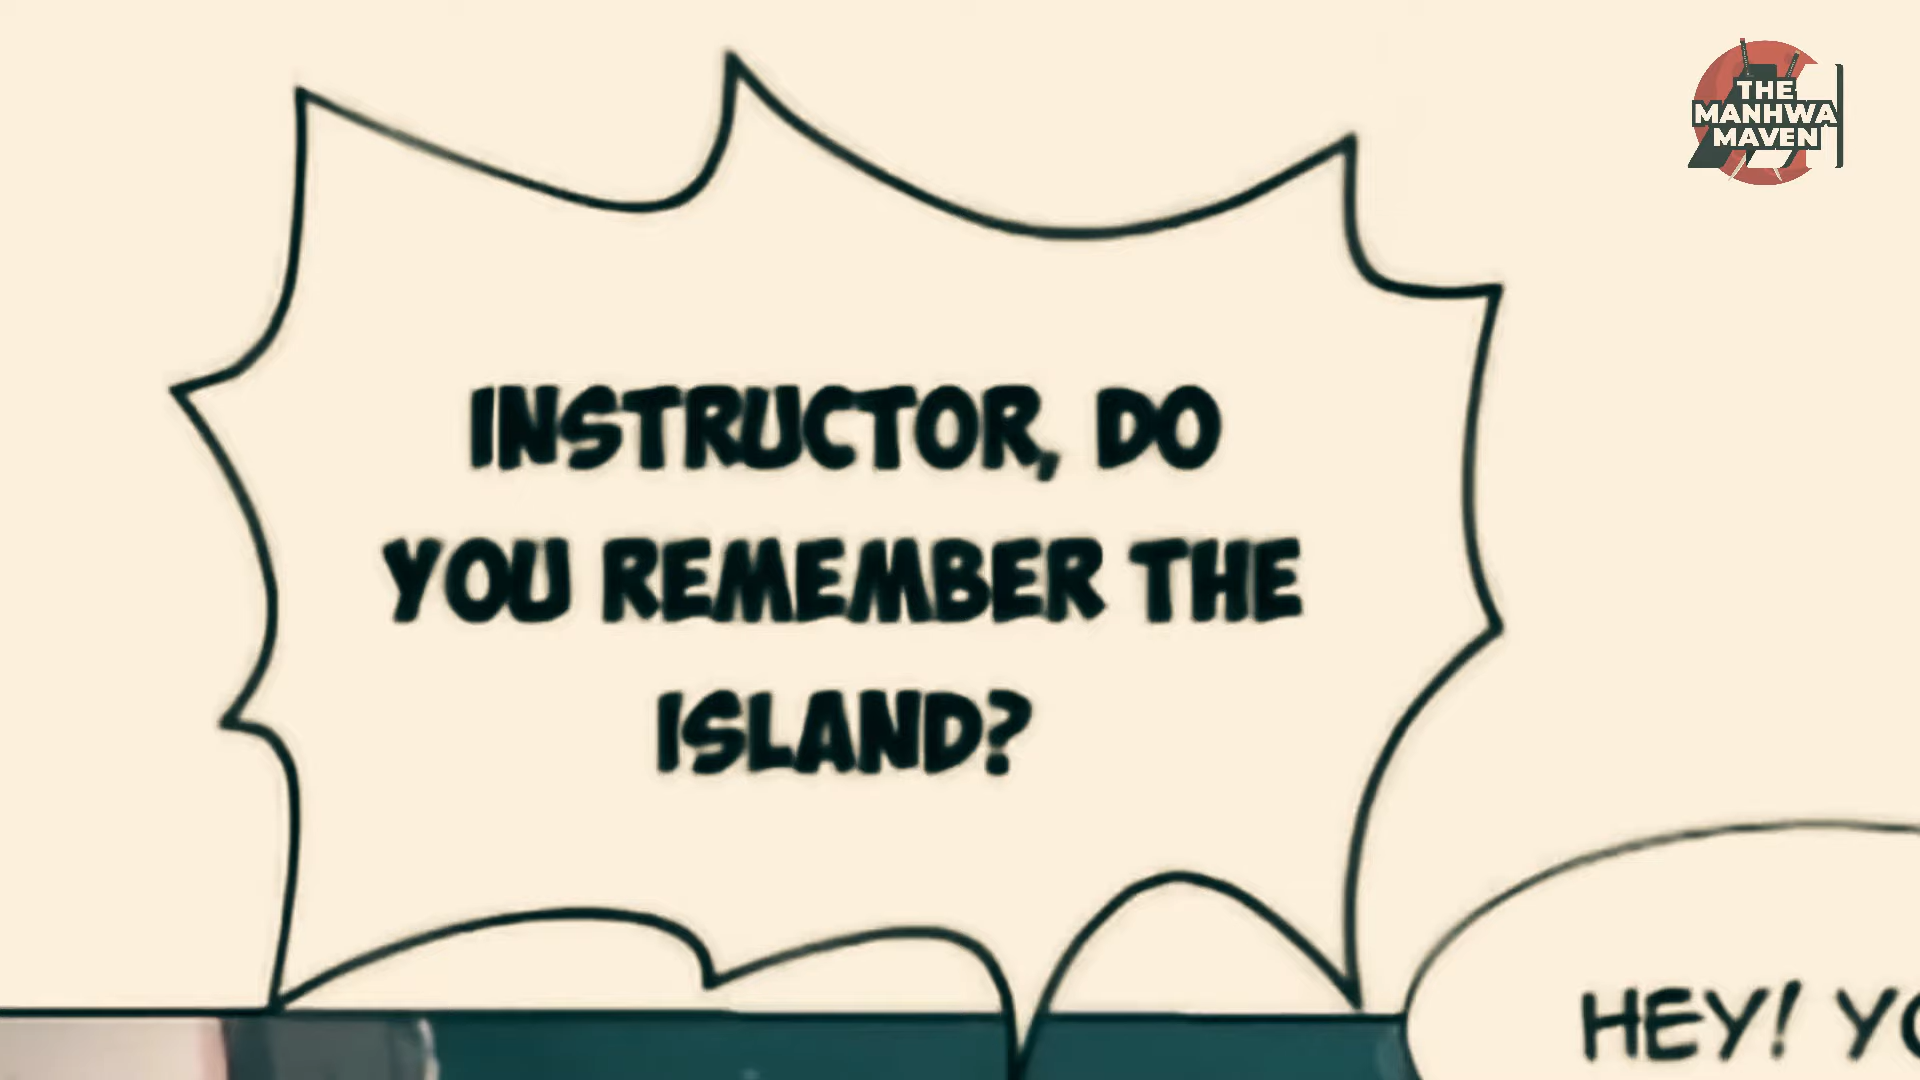 THE
MANHWA
MAVEN
INSTRUCTOR, DO
YOU REMEMBER THE
ISLAND?
HEY!